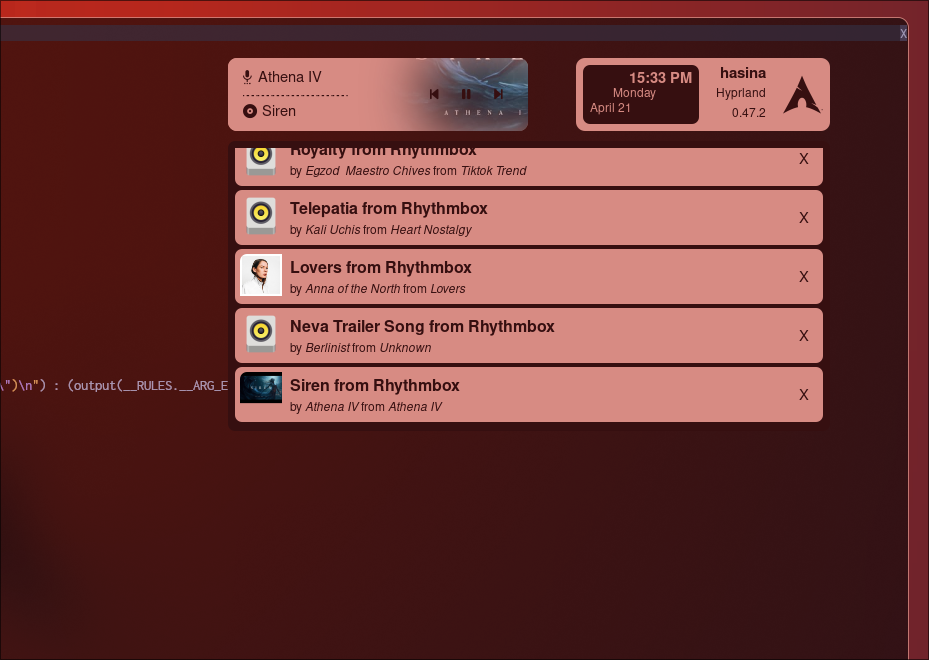 X
Athena IV
Siren
ATHENA
15:33 PM
Monday
April 21
hasina
Hyprland
0.47.2
Royalty from Rhythmbox
by Egzod Maestro Chives from Tiktok Trend
X
Telepatia from Rhythmbox
by Kali Uchis from Heart Nostalgy
X
Lovers from Rhythmbox
by Anna of the North from Lovers
X
Neva Trailer Song from Rhythmbox
by Berlinist from Unknown
X
\")\n") : (output(__RULES.__ARG_E
Siren from Rhythmbox
by Athena IV from Athena IV
X